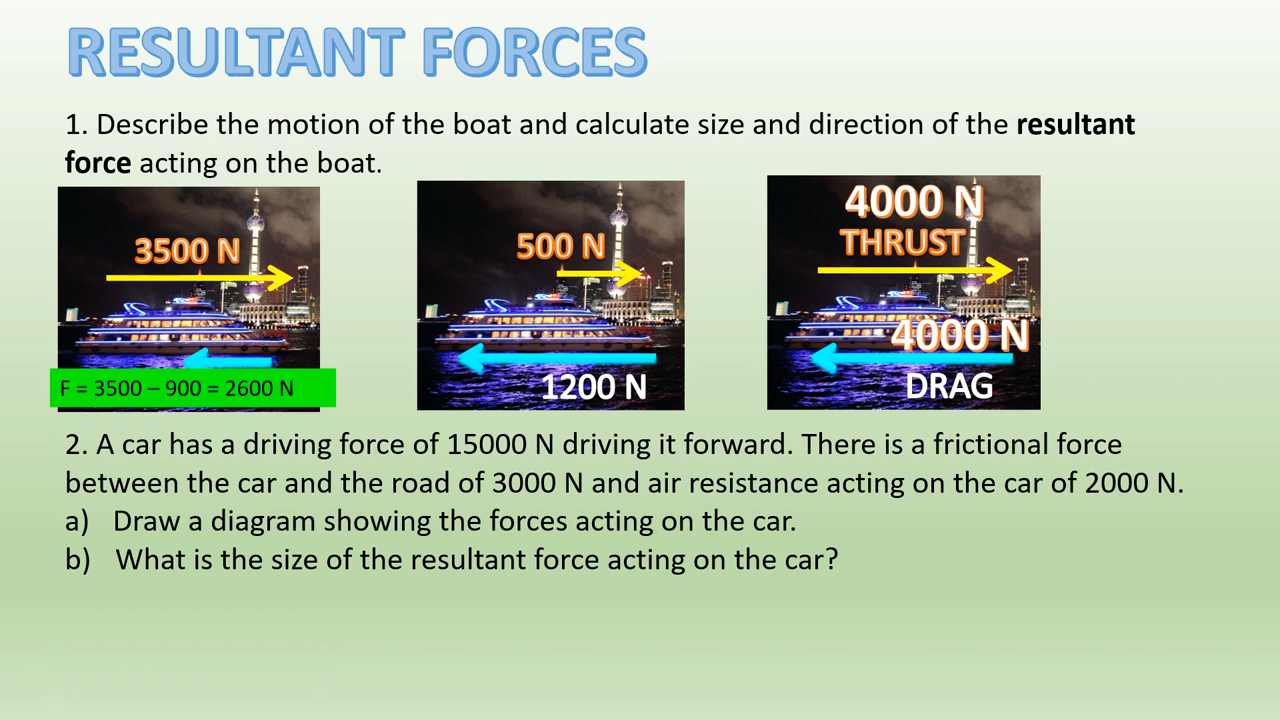 RESULTANT FORCES
1. Describe the motion of the boat and calculate size and direction of the resultant
force acting on the boat.
3500 N
F = 3500 – 900 = 2600 N
500 N
1200 N
4000 N
THRUST
4000 N
DRAG
2. A car has a driving force of 15000 N driving it forward. There is a frictional force
between the car and the road of 3000 N and air resistance acting on the car of 2000 N.
a) Draw a diagram showing the forces acting on the car.
b) What is the size of the resultant force acting on the car?